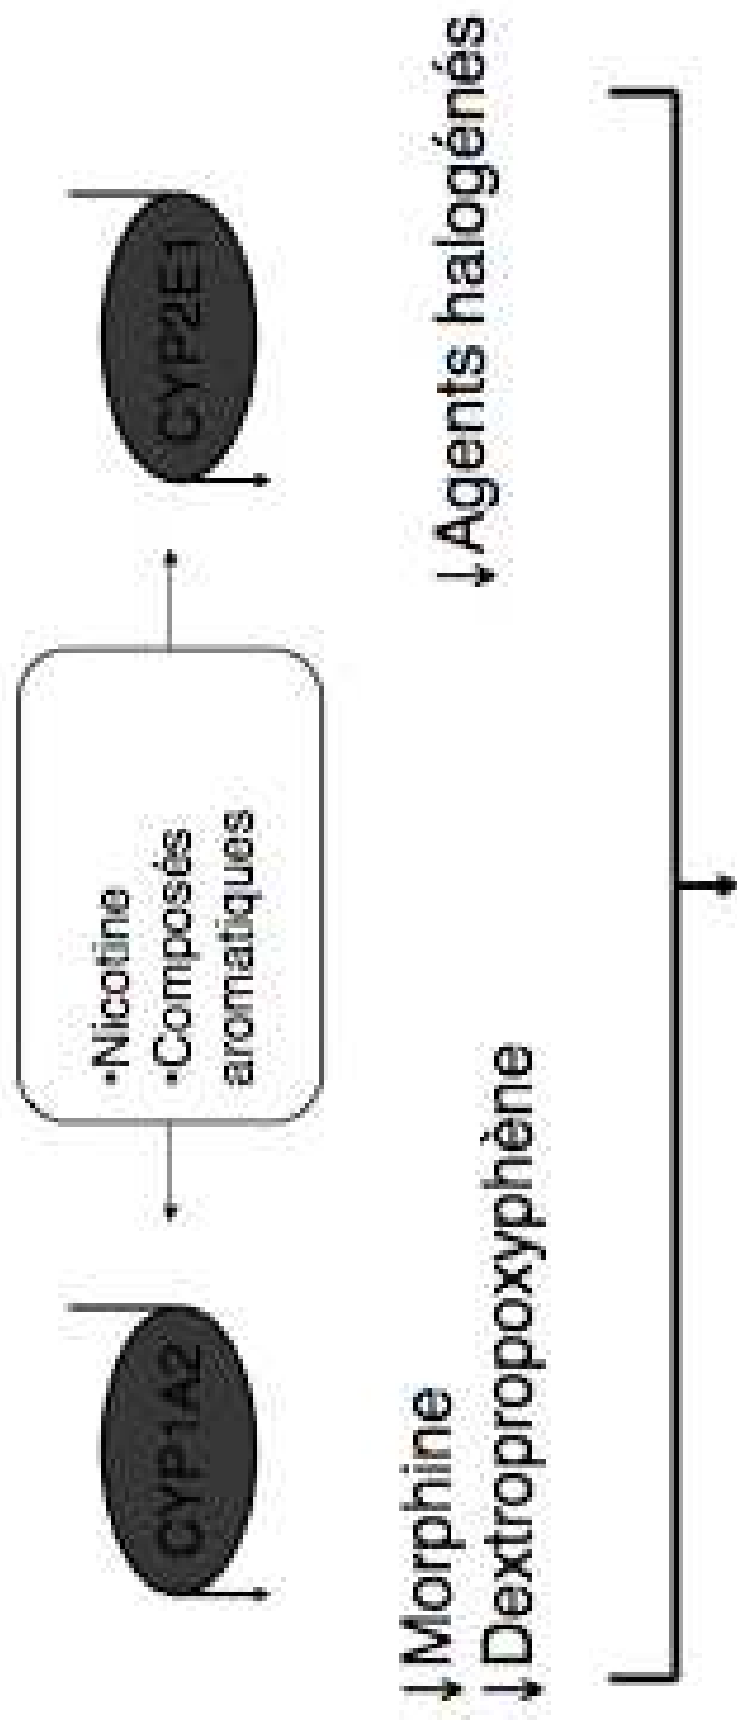 CYP1A2
•Nicotine
•Composés
aromatiques
CYP2E1
↓Morphine
↓Dextropropoxyphène
↓Agents halogénés